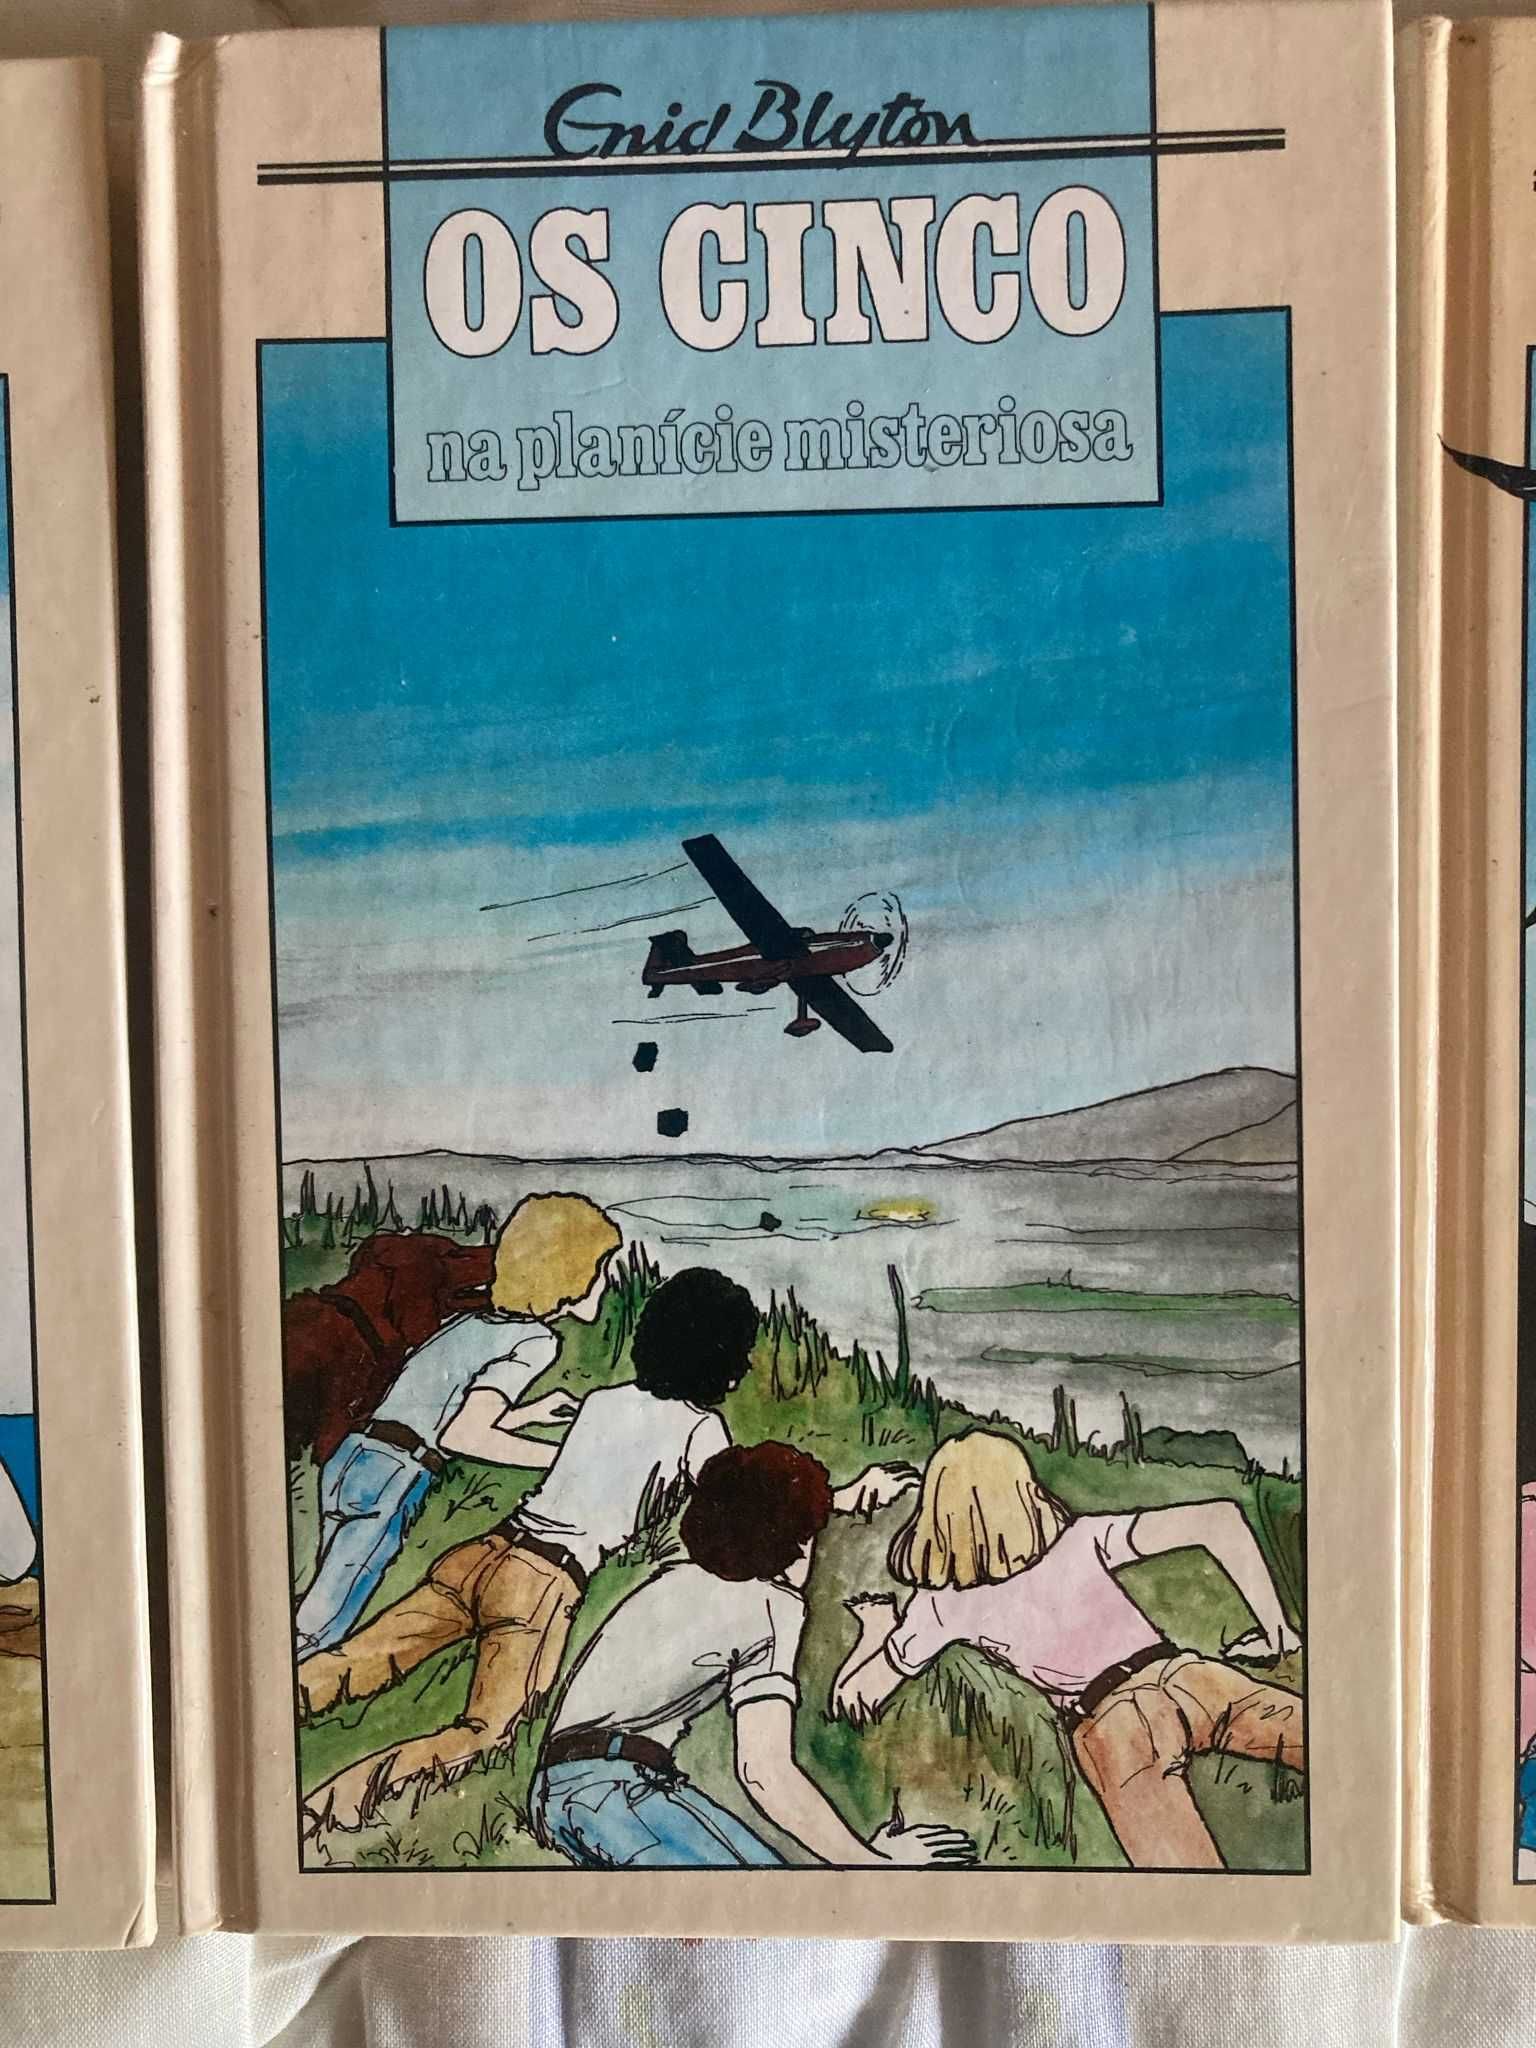 Enid Blyton
OS CINCO
na planície misteriosa